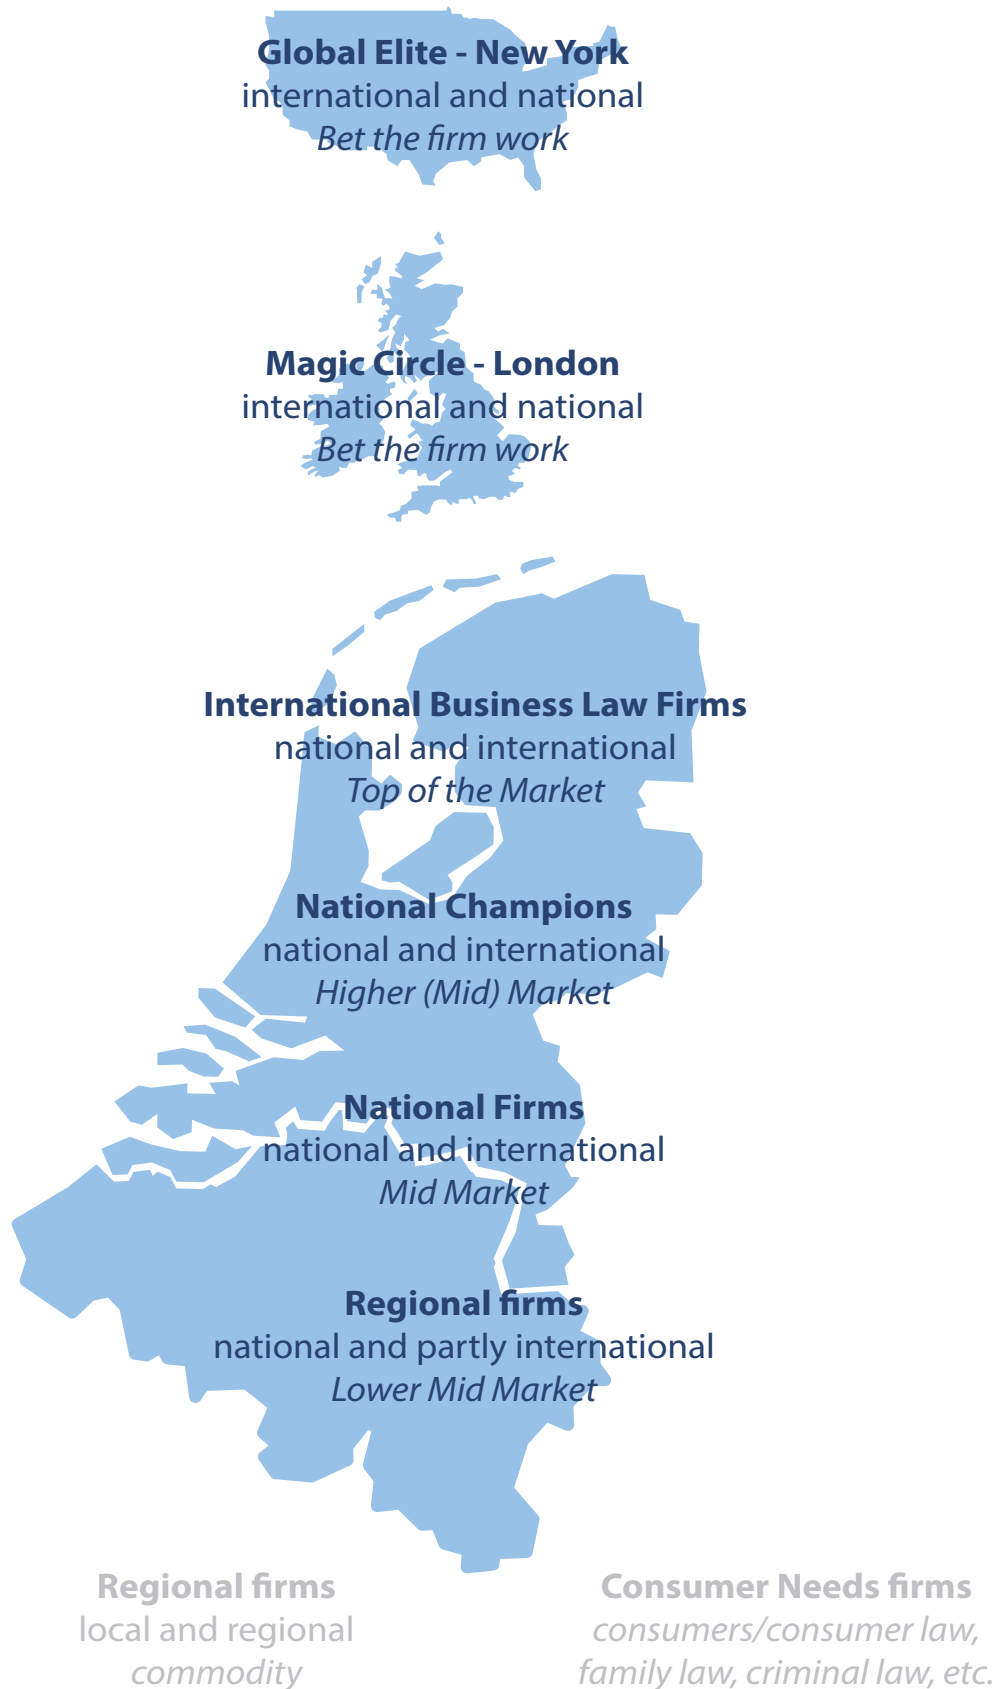 Global Elite - New York
international and national
Bet the firm work
Magic Circle - London
international and national
Bet the firm work
International Business Law Firms
national and international
Top of the Market
National Champions
national and international
Higher (Mid) Market
National Firms
national and international
Mid Market
Regional firms
national and partly international
Lower Mid Market
Regional firms
local and regional
commodity
Consumer Needs firms
consumers/consumer law,
family law, criminal law, etc.